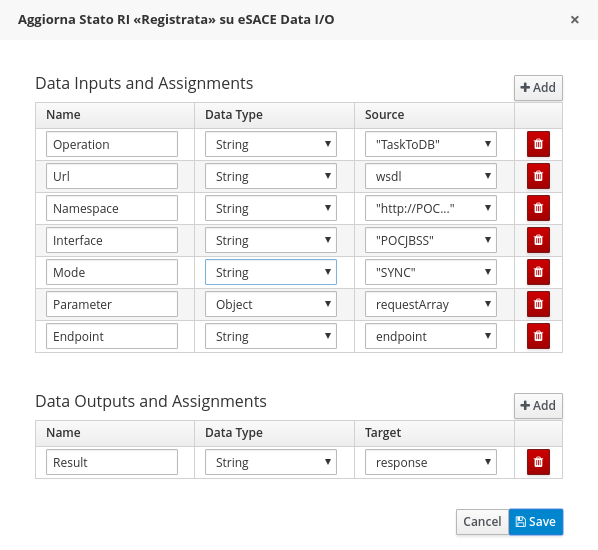 Aggiorna Stato RI «Registrata» su eSACE Data I/O ×
Data Inputs and Assignments
+ Add
Name Data Type Source
Operation String "TaskToDB"
Url String wsdl
Namespace String "http://POC..."
Interface String "POCJBSS"
Mode String "SYNC"
Parameter Object requestArray
Endpoint String endpoint
Data Outputs and Assignments
+ Add
Name Data Type Target
Result String response
Cancel Save